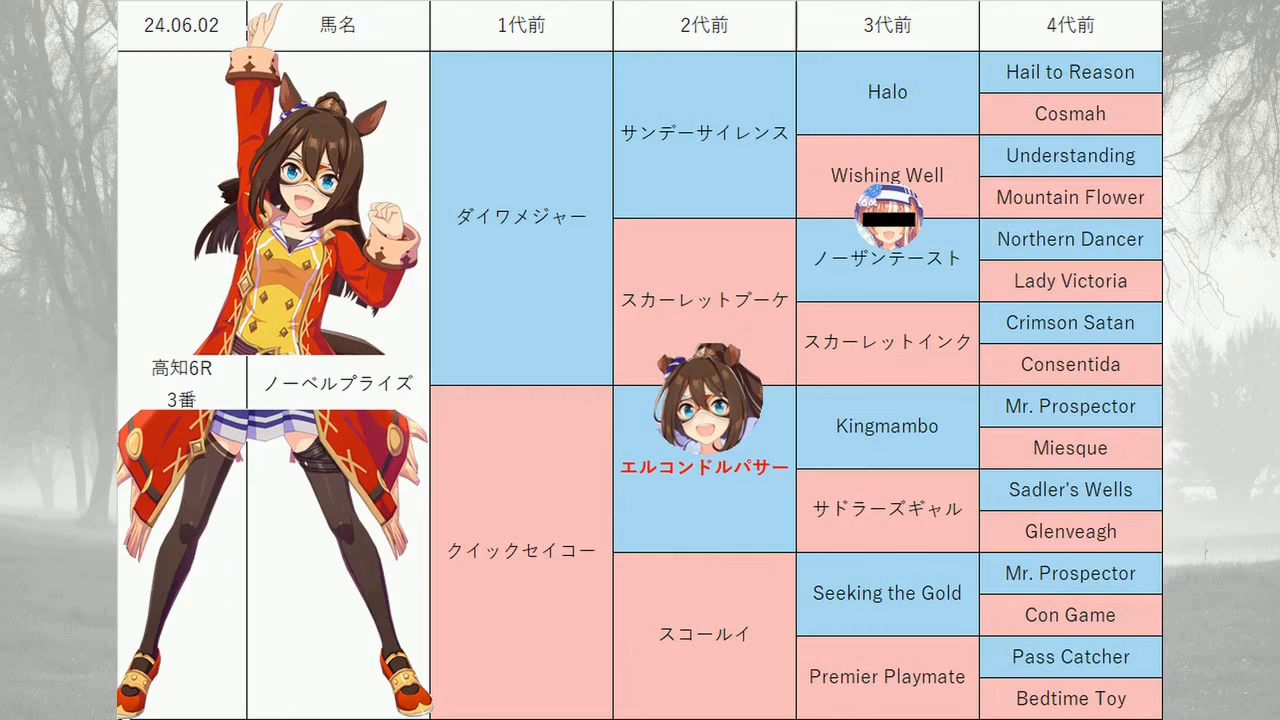 24.06.02
馬名
1代前
2代前
3代前
4代前
高知6R
3番
ノーベルプライズ
ダイワメジャー
クイックセイコー
サンデーサイレンス
スカーレットブーケ
エルコンドルパサー
スコールイ
Halo
Wishing Well
ノーザンテースト
スカーレットインク
Kingmambo
サドラーズギャル
Seeking the Gold
Premier Playmate
Hail to Reason
Cosmah
Understanding
Mountain Flower
Northern Dancer
Lady Victoria
Crimson Satan
Consentida
Mr. Prospector
Miesque
Sadler's Wells
Glenveagh
Mr. Prospector
Con Game
Pass Catcher
Bedtime Toy